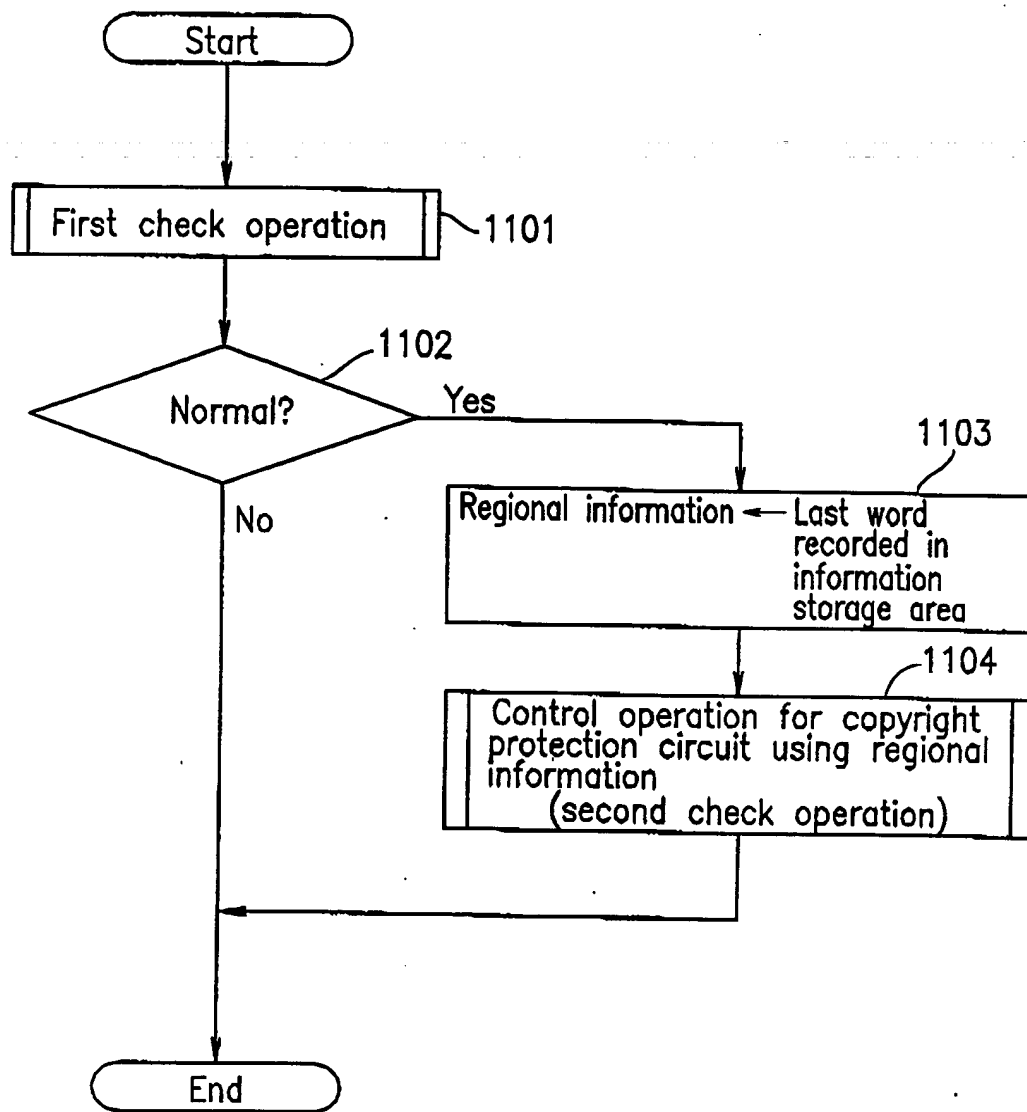 Start
First check operation
1101
1102
Normal?
Yes
No
1103
Regional information ← Last word
recorded in
information
storage area
1104
Control operation for copyright
protection circuit using regional
information
(second check operation)
End